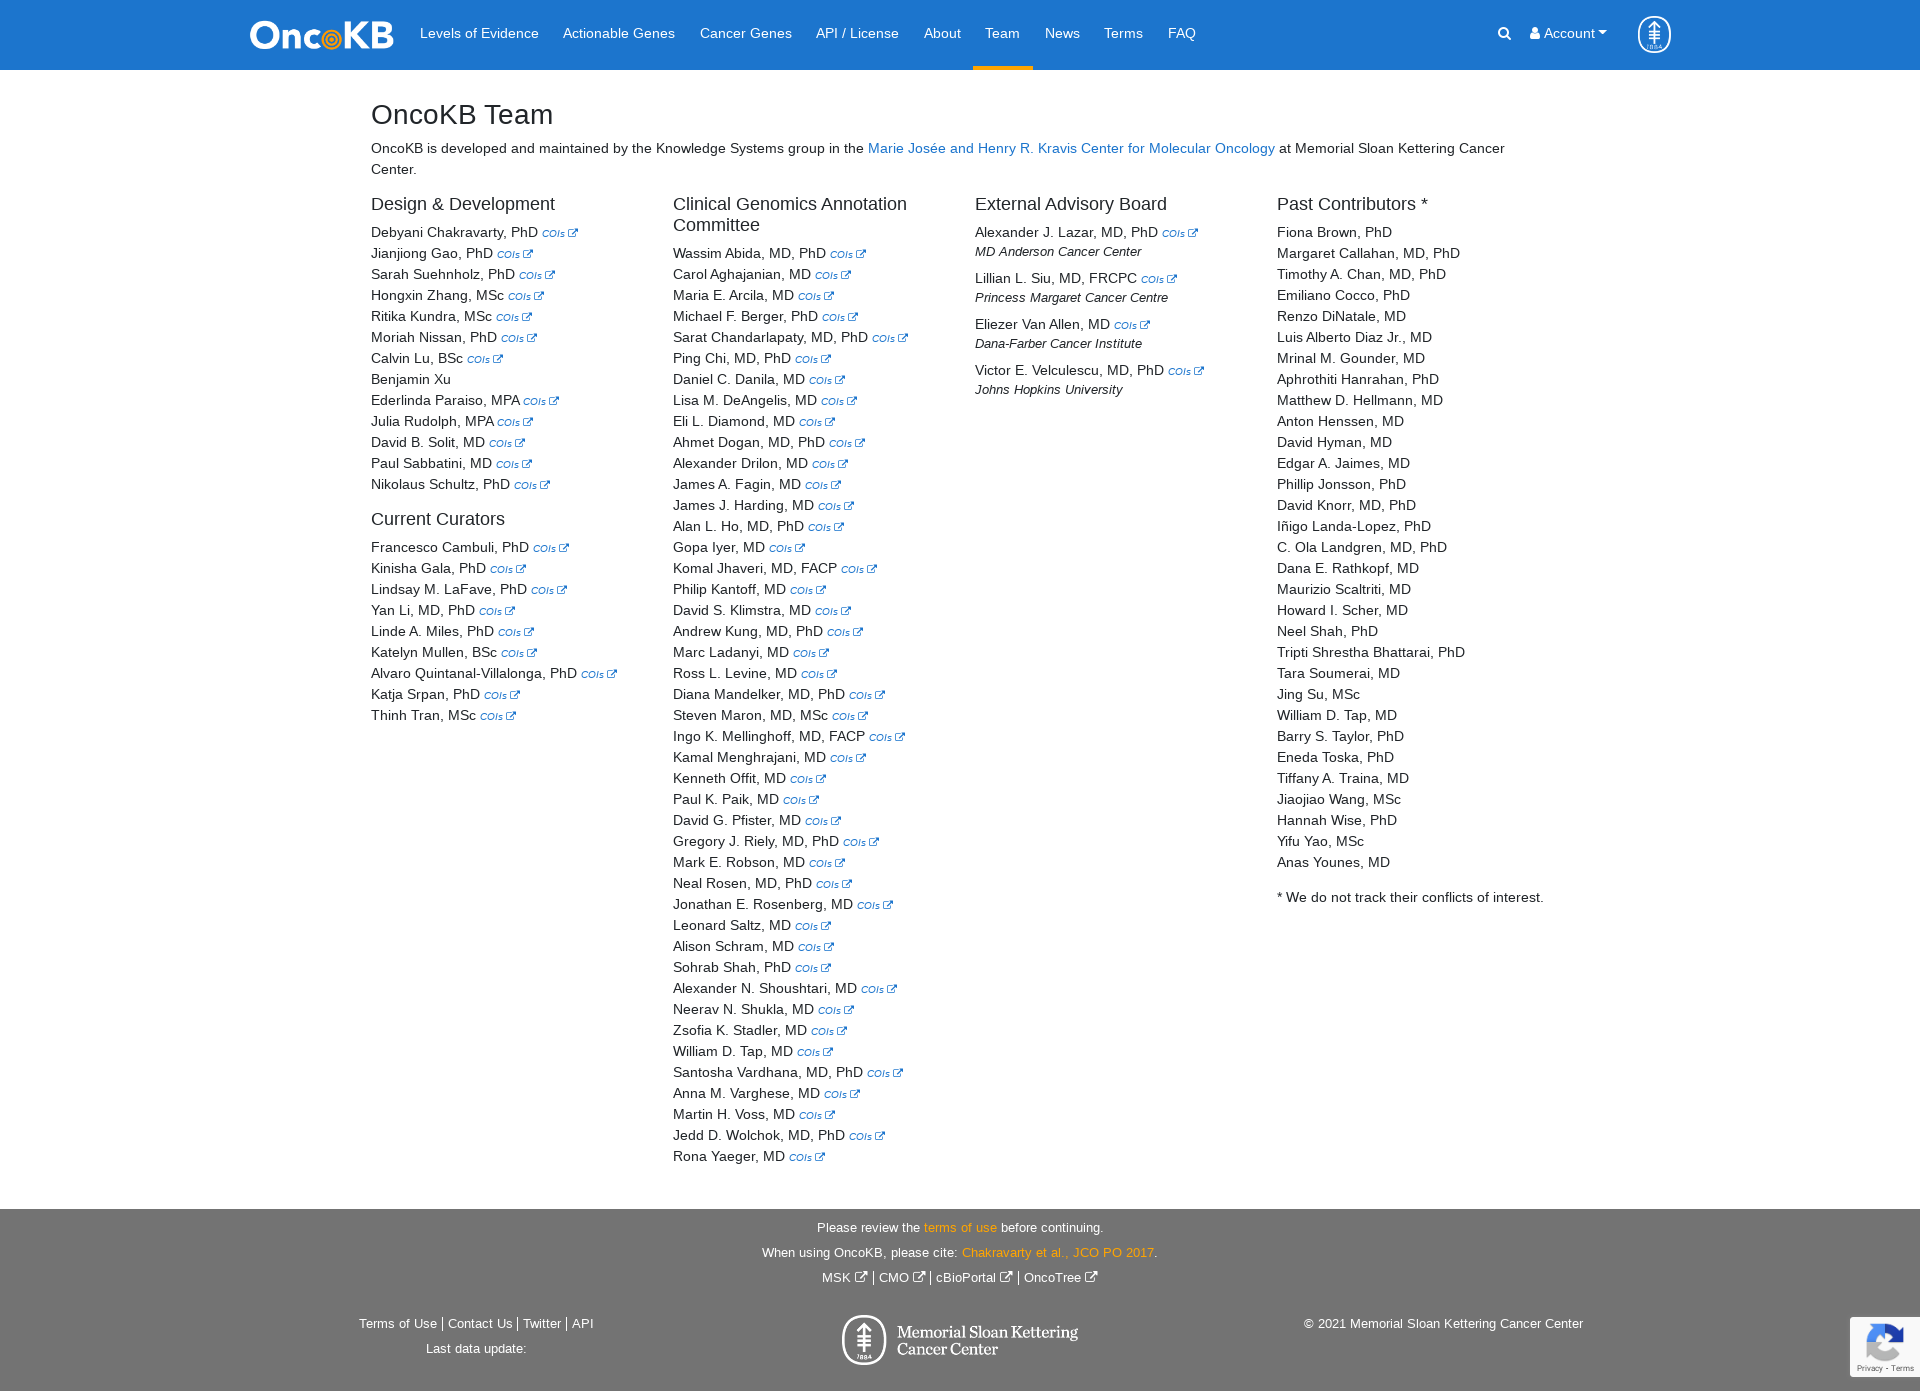 OncoKB
Levels of Evidence
Actionable Genes
Cancer Genes
API / License
About
Team
News
Terms
FAQ
Account
OncoKB Team
OncoKB is developed and maintained by the Knowledge Systems group in the Marie Josée and Henry R. Kravis Center for Molecular Oncology at Memorial Sloan Kettering Cancer
Center.
Design & Development
Debyani Chakravarty, PhD COIs
Jianjiong Gao, PhD COIs
Sarah Suehnholz, PhD COIs
Hongxin Zhang, MSc COIs
Ritika Kundra, MSc COIs
Moriah Nissan, PhD COIs
Calvin Lu, BSc COIs
Benjamin Xu
Ederlinda Paraiso, MPA COIs
Julia Rudolph, MPA COIs
David B. Solit, MD COIs
Paul Sabbatini, MD COIs
Nikolaus Schultz, PhD COIs
Current Curators
Francesco Cambuli, PhD COIs
Kinisha Gala, PhD COIs
Lindsay M. LaFave, PhD COIs
Yan Li, MD, PhD COIs
Linde A. Miles, PhD COIs
Katelyn Mullen, BSc COIs
Alvaro Quintanal-Villalonga, PhD COIs
Katja Srpan, PhD COIs
Thinh Tran, MSc COIs
Clinical Genomics Annotation
Committee
Wassim Abida, MD, PhD COIs
Carol Aghajanian, MD COIs
Maria E. Arcila, MD COIs
Michael F. Berger, PhD COIs
Sarat Chandarlapaty, MD, PhD COIs
Ping Chi, MD, PhD COIs
Daniel C. Danila, MD COIs
Lisa M. DeAngelis, MD COIs
Eli L. Diamond, MD COIs
Ahmet Dogan, MD, PhD COIs
Alexander Drilon, MD COIs
James A. Fagin, MD COIs
James J. Harding, MD COIs
Alan L. Ho, MD, PhD COIs
Gopa Iyer, MD COIs
Komal Jhaveri, MD, FACP COIs
Philip Kantoff, MD COIs
David S. Klimstra, MD COIs
Andrew Kung, MD, PhD COIs
Marc Ladanyi, MD COIs
Ross L. Levine, MD COIs
Diana Mandelker, MD, PhD COIs
Steven Maron, MD, MSc COIs
Ingo K. Mellinghoff, MD, FACP COIs
Kamal Menghrajani, MD COIs
Kenneth Offit, MD COIs
Paul K. Paik, MD COIs
David G. Pfister, MD COIs
Gregory J. Riely, MD, PhD COIs
Mark E. Robson, MD COIs
Neal Rosen, MD, PhD COIs
Jonathan E. Rosenberg, MD COIs
Leonard Saltz, MD COIs
Alison Schram, MD COIs
Sohrab Shah, PhD COIs
Alexander N. Shoushtari, MD COIs
Neerav N. Shukla, MD COIs
Zsofia K. Stadler, MD COIs
William D. Tap, MD COIs
Santosha Vardhana, MD, PhD COIs
Anna M. Varghese, MD COIs
Martin H. Voss, MD COIs
Jedd D. Wolchok, MD, PhD COIs
Rona Yaeger, MD COIs
External Advisory Board
Alexander J. Lazar, MD, PhD COIs
MD Anderson Cancer Center
Lillian L. Siu, MD, FRCPC COIs
Princess Margaret Cancer Centre
Eliezer Van Allen, MD COIs
Dana-Farber Cancer Institute
Victor E. Velculescu, MD, PhD COIs
Johns Hopkins University
Past Contributors *
Fiona Brown, PhD
Margaret Callahan, MD, PhD
Timothy A. Chan, MD, PhD
Emiliano Cocco, PhD
Renzo DiNatale, MD
Luis Alberto Diaz Jr., MD
Mrinal M. Gounder, MD
Aphrothiti Hanrahan, PhD
Matthew D. Hellmann, MD
Anton Henssen, MD
David Hyman, MD
Edgar A. Jaimes, MD
Phillip Jonsson, PhD
David Knorr, MD, PhD
Iñigo Landa-Lopez, PhD
C. Ola Landgren, MD, PhD
Dana E. Rathkopf, MD
Maurizio Scaltriti, MD
Howard I. Scher, MD
Neel Shah, PhD
Tripti Shrestha Bhattarai, PhD
Tara Soumerai, MD
Jing Su, MSc
William D. Tap, MD
Barry S. Taylor, PhD
Eneda Toska, PhD
Tiffany A. Traina, MD
Jiaojiao Wang, MSc
Hannah Wise, PhD
Yifu Yao, MSc
Anas Younes, MD
* We do not track their conflicts of interest.
Please review the terms of use before continuing.
When using OncoKB, please cite: Chakravarty et al., JCO PO 2017.
MSK | CMO | cBioPortal | OncoTree
Terms of Use | Contact Us | Twitter | API
Last data update:
1884
Memorial Sloan Kettering
Cancer Center
© 2021 Memorial Sloan Kettering Cancer Center
Privacy - Terms